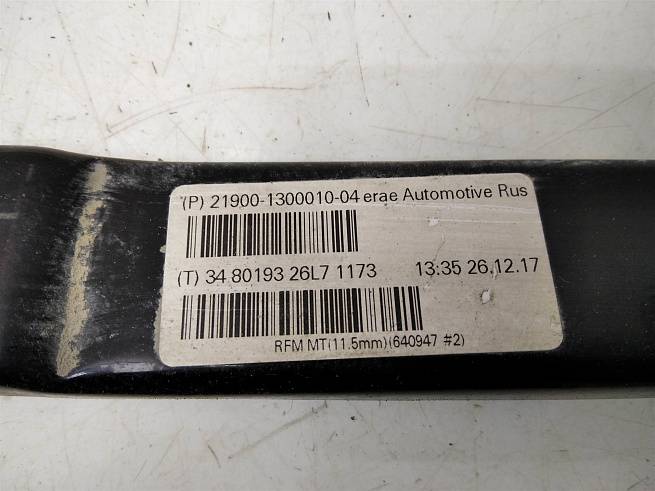 (P) 21900-1300010-04 erae Automotive Rus
(T) 34 80193 26L7 1173 13:35 26.12.17
RFM MT(11.5mm)(640947 #2)